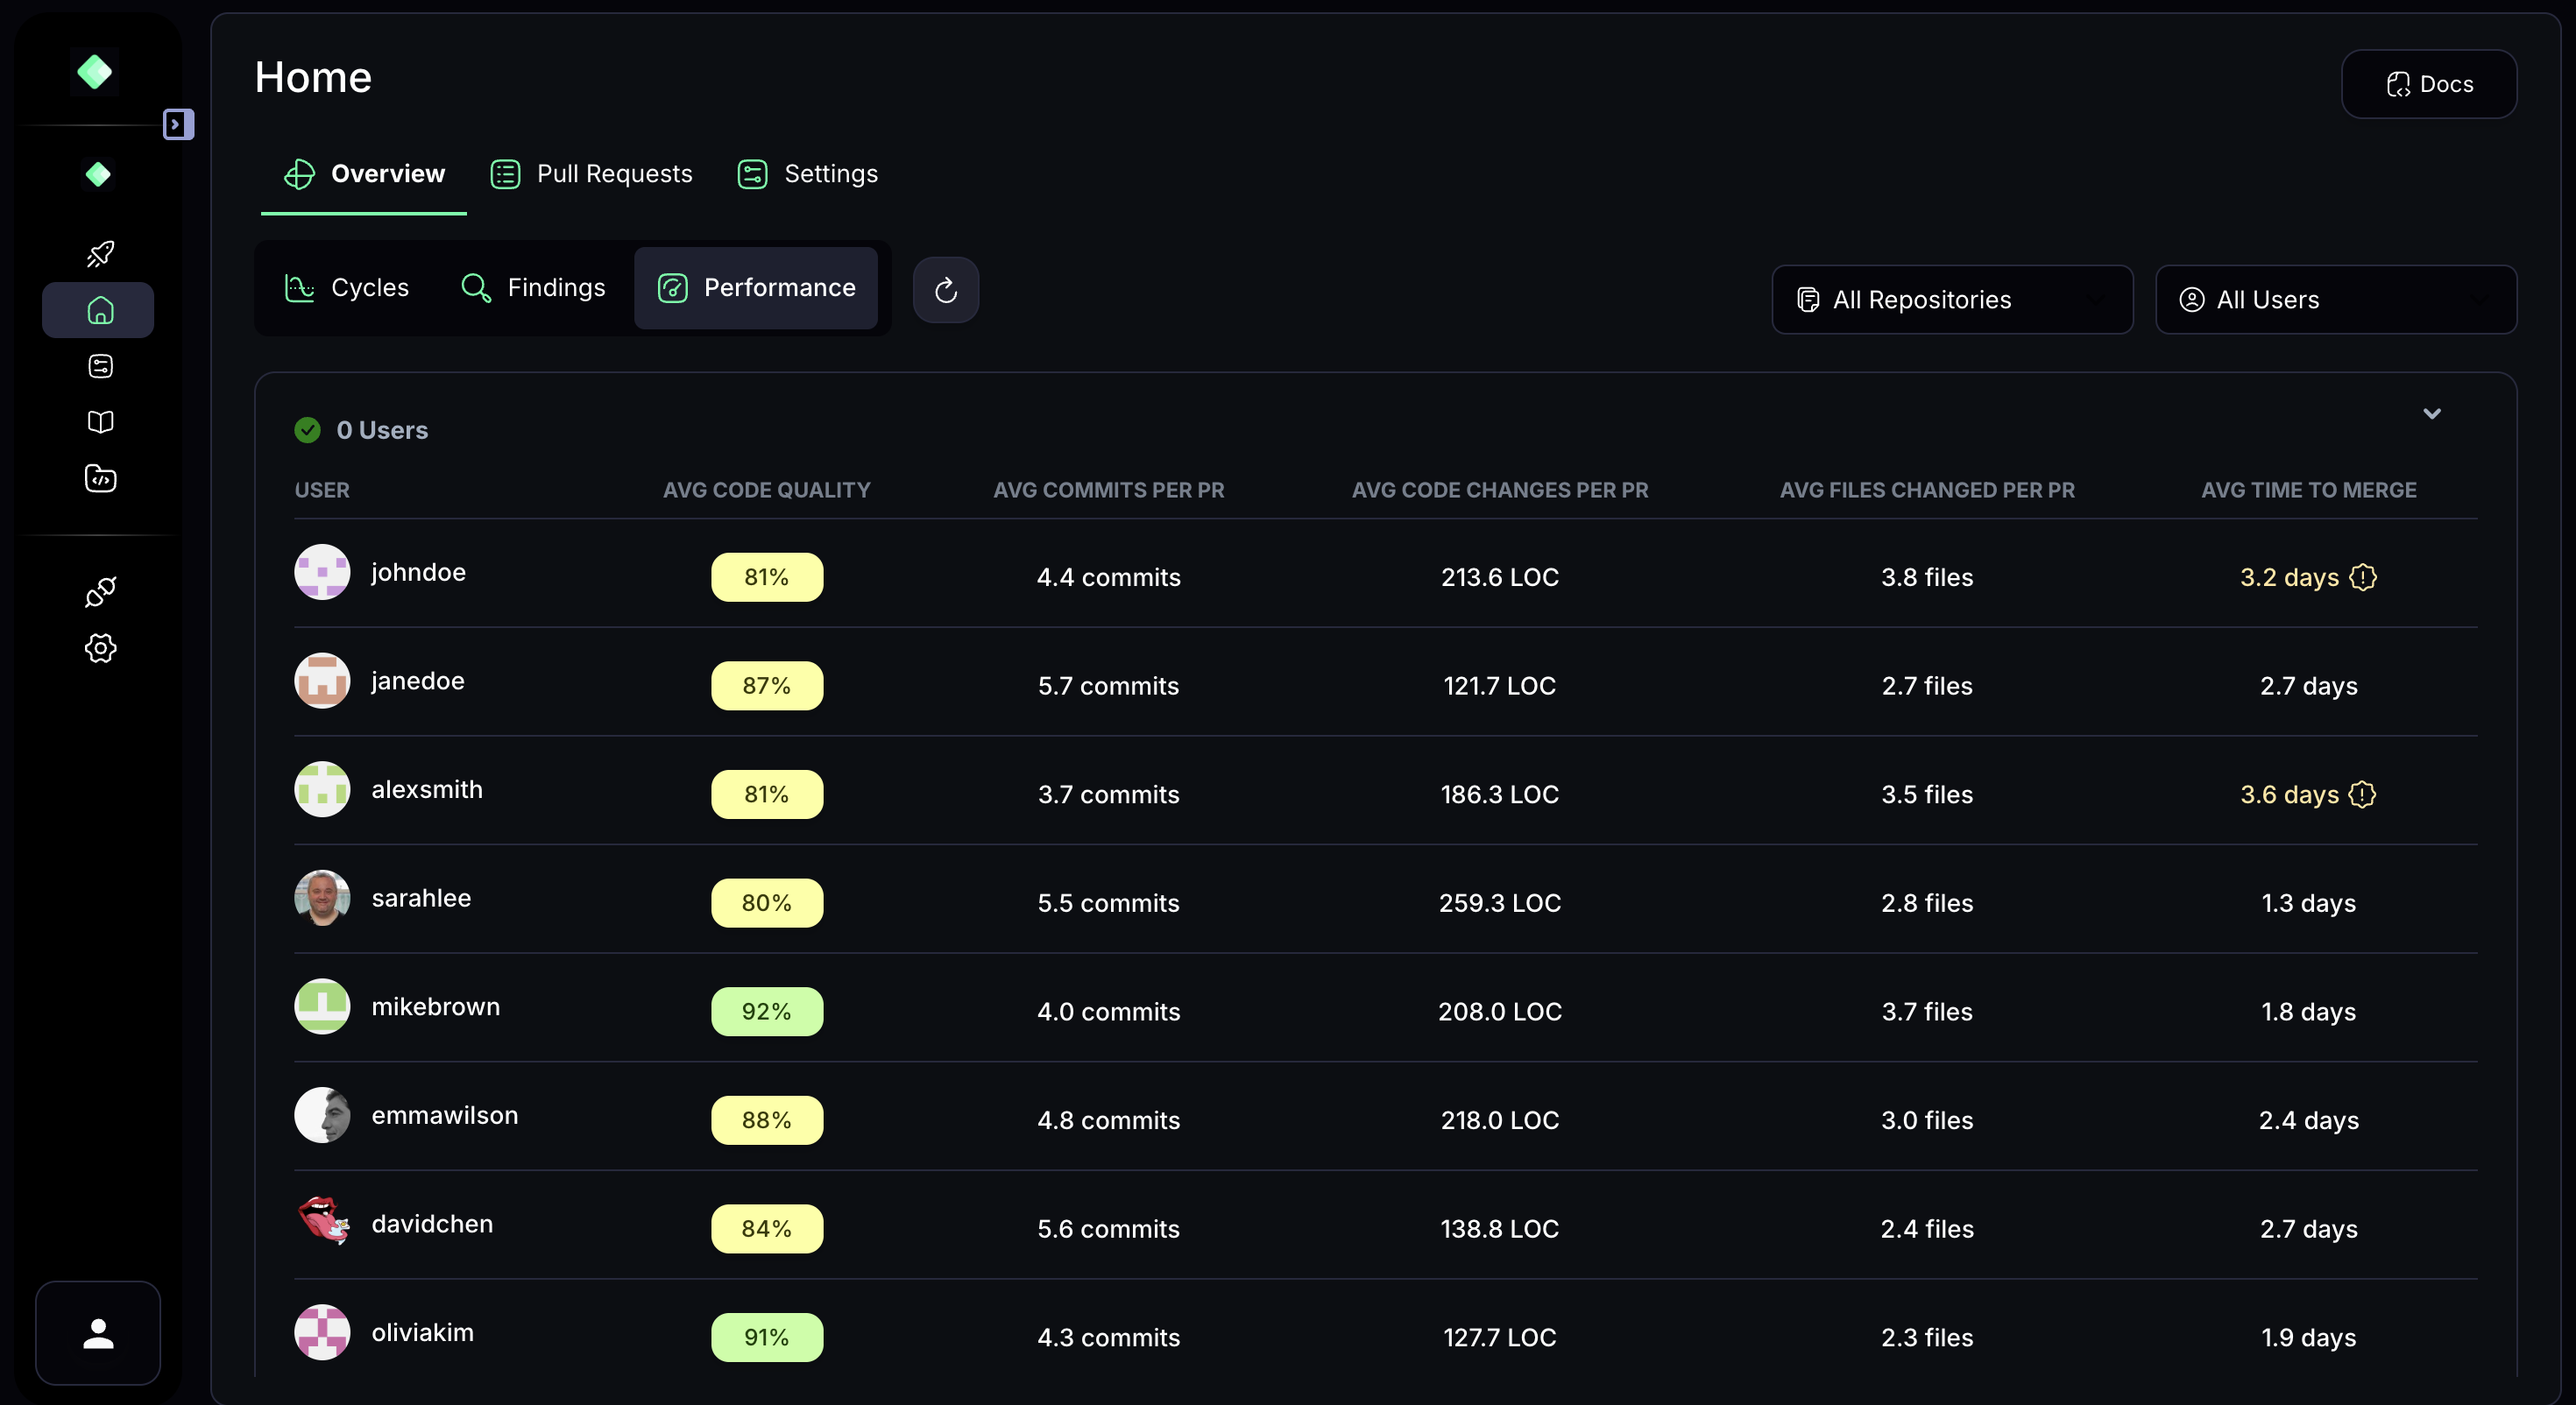 Home
Docs
Overview
Pull Requests
Settings
Cycles
Findings
Performance
All Repositories
All Users
0 Users
USER AVG CODE QUALITY AVG COMMITS PER PR AVG CODE CHANGES PER PR AVG FILES CHANGED PER PR AVG TIME TO MERGE
johndoe 81% 4.4 commits 213.6 LOC 3.8 files 3.2 days
janedoe 87% 5.7 commits 121.7 LOC 2.7 files 2.7 days
alexsmith 81% 3.7 commits 186.3 LOC 3.5 files 3.6 days
sarahlee 80% 5.5 commits 259.3 LOC 2.8 files 1.3 days
mikebrown 92% 4.0 commits 208.0 LOC 3.7 files 1.8 days
emmawilson 88% 4.8 commits 218.0 LOC 3.0 files 2.4 days
davidchen 84% 5.6 commits 138.8 LOC 2.4 files 2.7 days
oliviakim 91% 4.3 commits 127.7 LOC 2.3 files 1.9 days